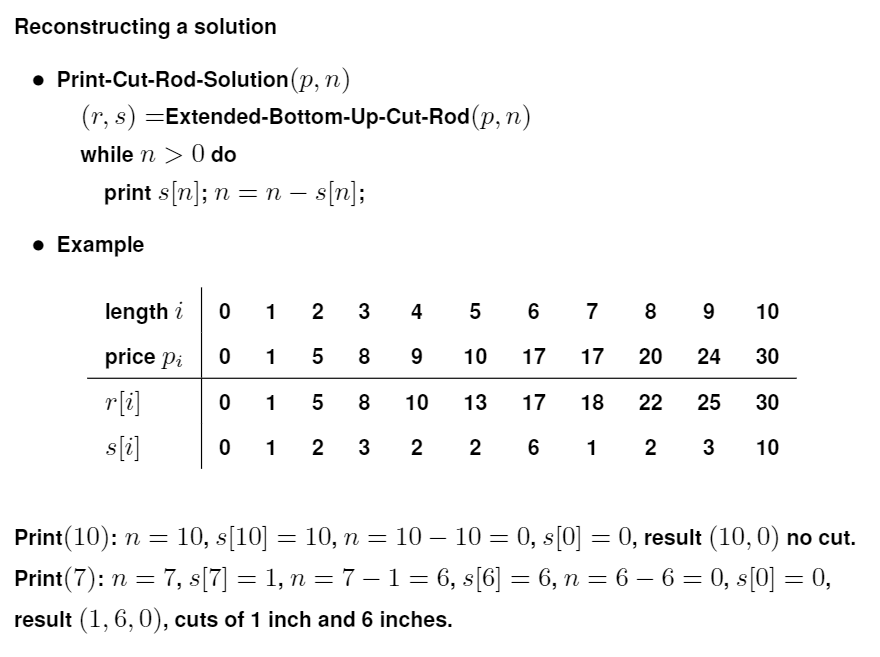 Reconstructing a solution
● Print-Cut-Rod-Solution(p, n)
(r, s) =Extended-Bottom-Up-Cut-Rod(p, n)
while n > 0 do
print s[n]; n = n − s[n];
● Example
length i 0 1 2 3 4 5 6 7 8 9 10
price pᵢ 0 1 5 8 9 10 17 17 20 24 30
r[i] 0 1 5 8 10 13 17 18 22 25 30
s[i] 0 1 2 3 2 2 6 1 2 3 10
Print(10): n = 10, s[10] = 10, n = 10 − 10 = 0, s[0] = 0, result (10, 0) no cut.
Print(7): n = 7, s[7] = 1, n = 7 − 1 = 6, s[6] = 6, n = 6 − 6 = 0, s[0] = 0,
result (1, 6, 0), cuts of 1 inch and 6 inches.